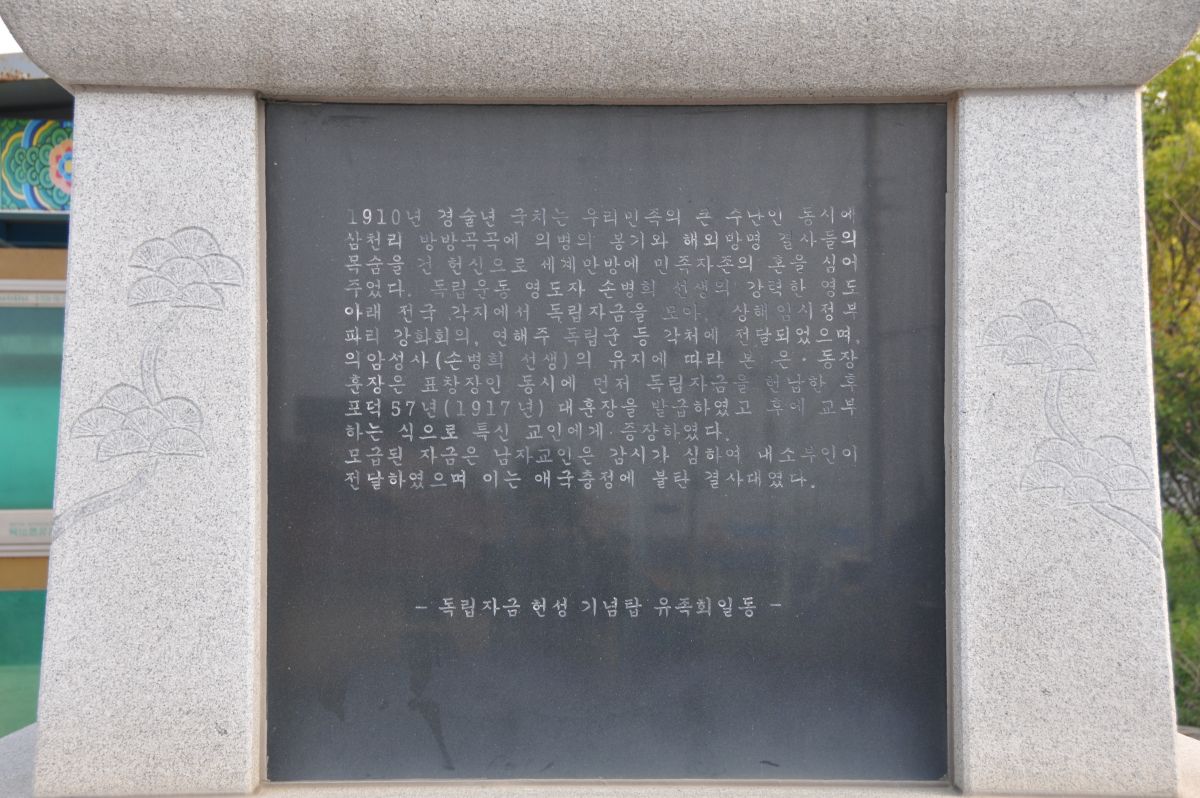 1910년 경술년 국치는 우리민족의 큰 수난인 동시에
삼천리 방방곡곡에 의병의 봉기와 해외망명 결사들의
목숨을 건 헌신으로 세계만방에 민족자존의 혼을 심어
주었다. 독립운동 영도자 손병희 선생의 강력한 영도
아래 전국 각지에서 독립자금을 모아, 상해임시정부
파리 강화회의, 연해주 독립군 등 각처에 전달되었으며,
의암성사(손병희 선생)의 유지에 따라 본 은·동장
훈장은 표창장인 동시에 먼저 독립자금을 헌납한 후
포덕57년(1917년) 대훈장을 발급하였고 후에 교부
하는 식으로 특신 교인에게·증장하였다.
모급된 자금은 남자교인은 감시가 심하여 내소부인이
전달하였으며 이는 애국충정에 불탄 결사대였다.
- 독립자금 헌성 기념탑 유족회일동 -